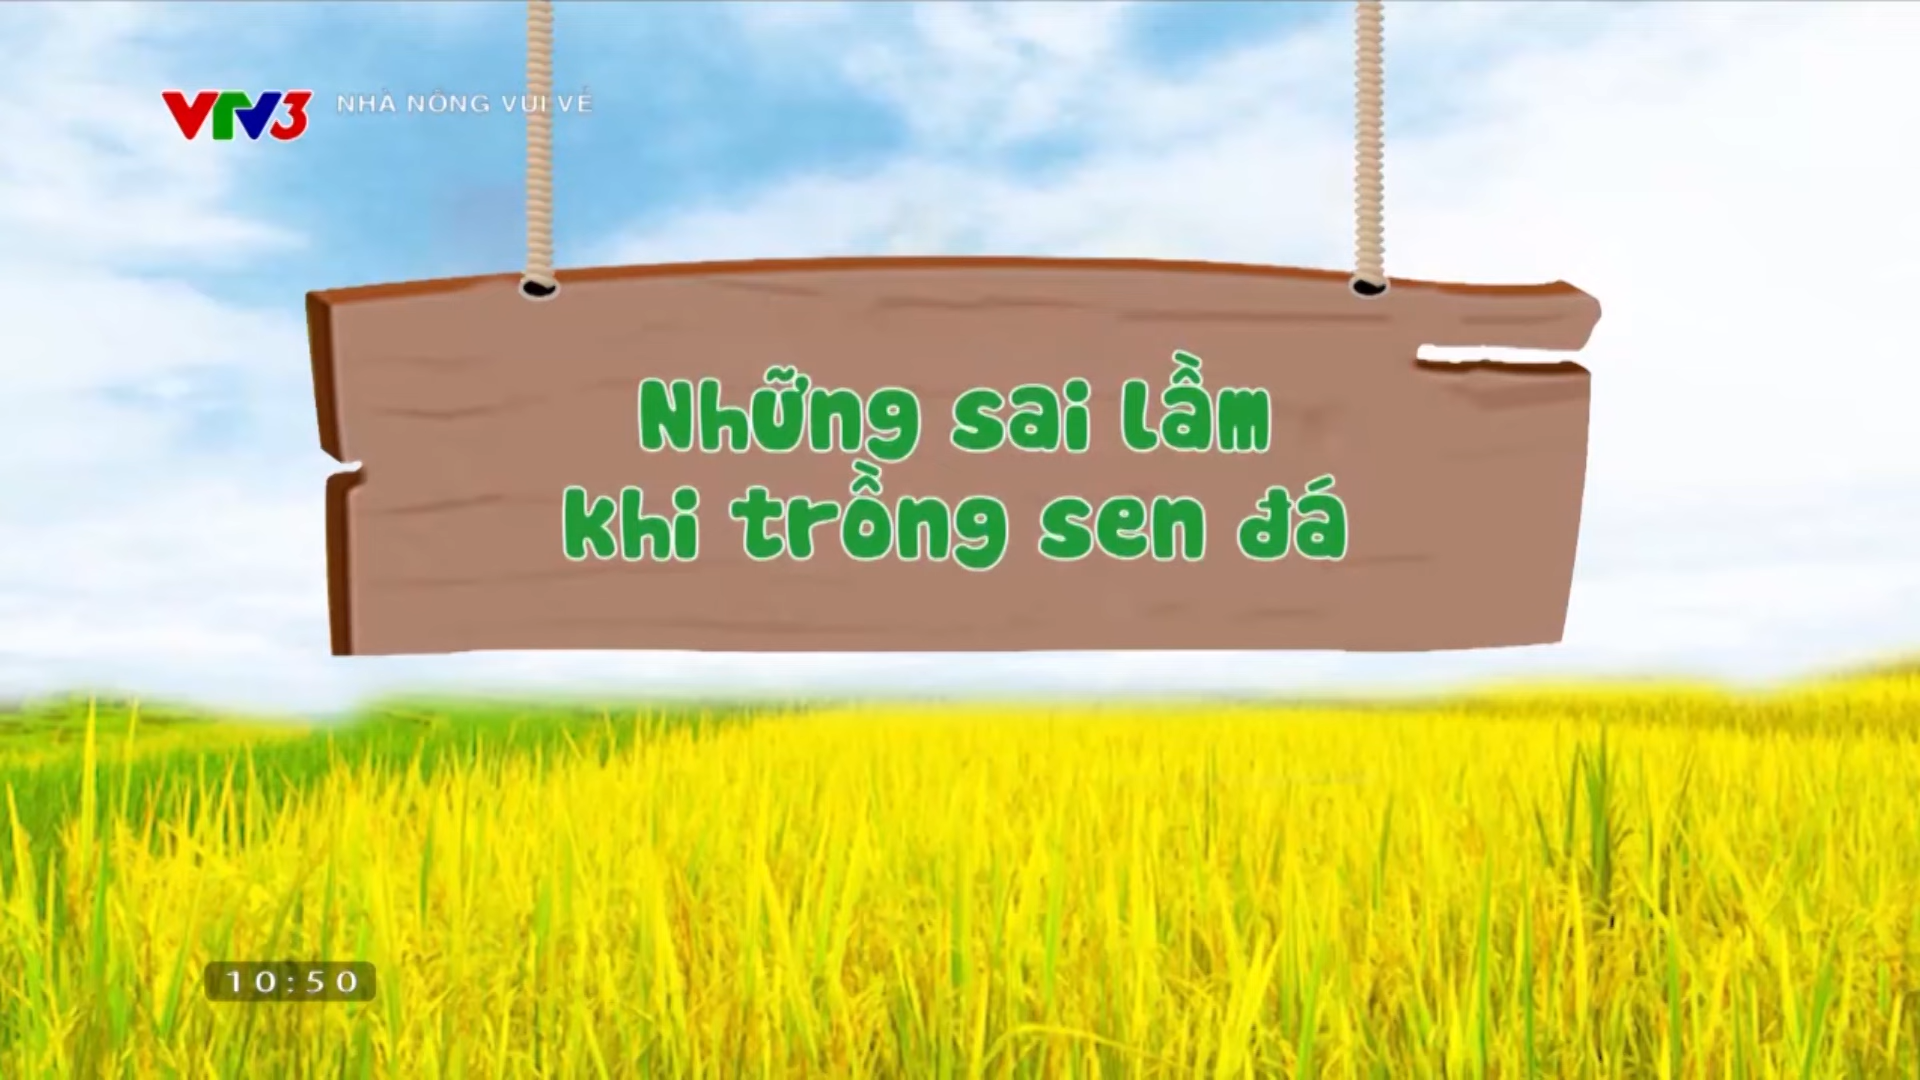 VTV3 NHÀ NÔNG VUI VẺ
Những sai lầm
khi trồng sen đá
10:50